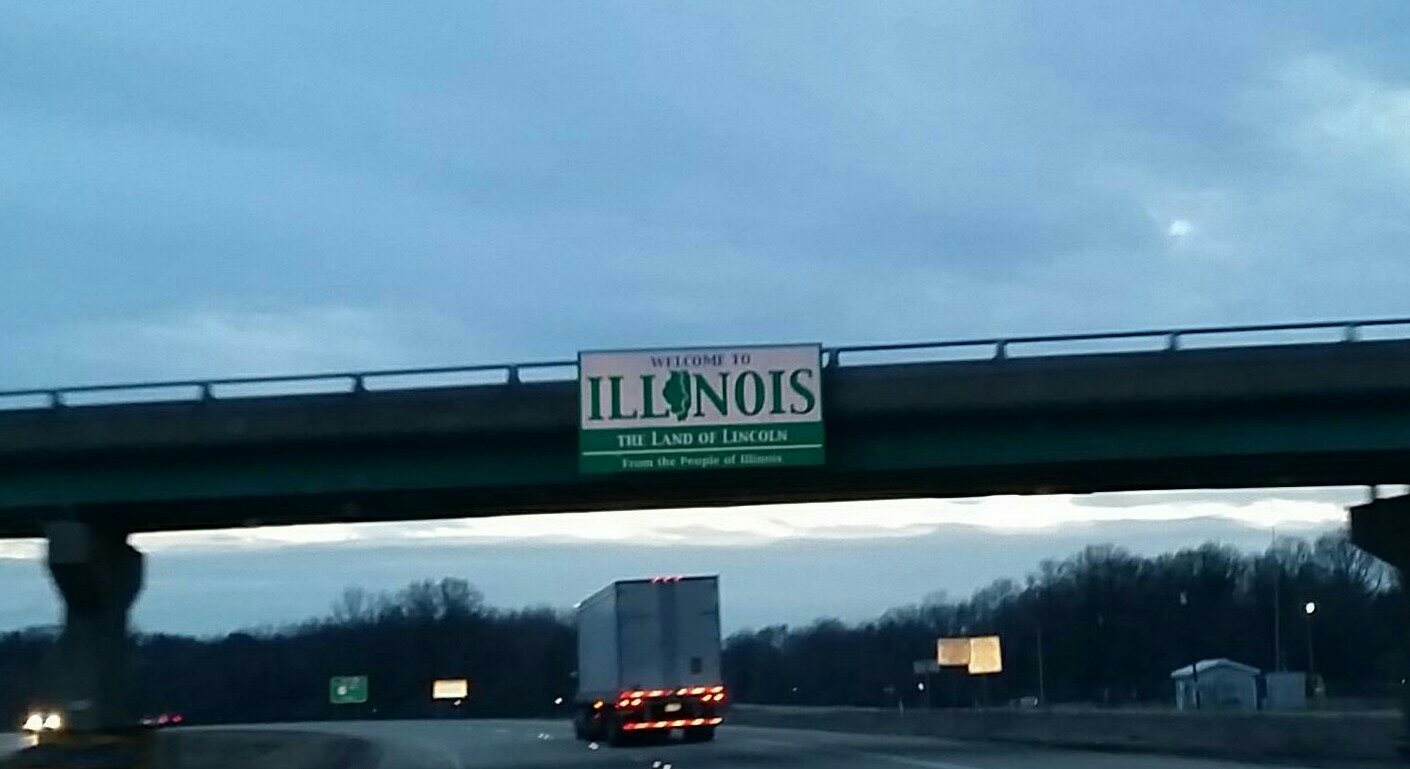 WELCOME TO
ILLINOIS
THE LAND OF LINCOLN
From the People of Illinois